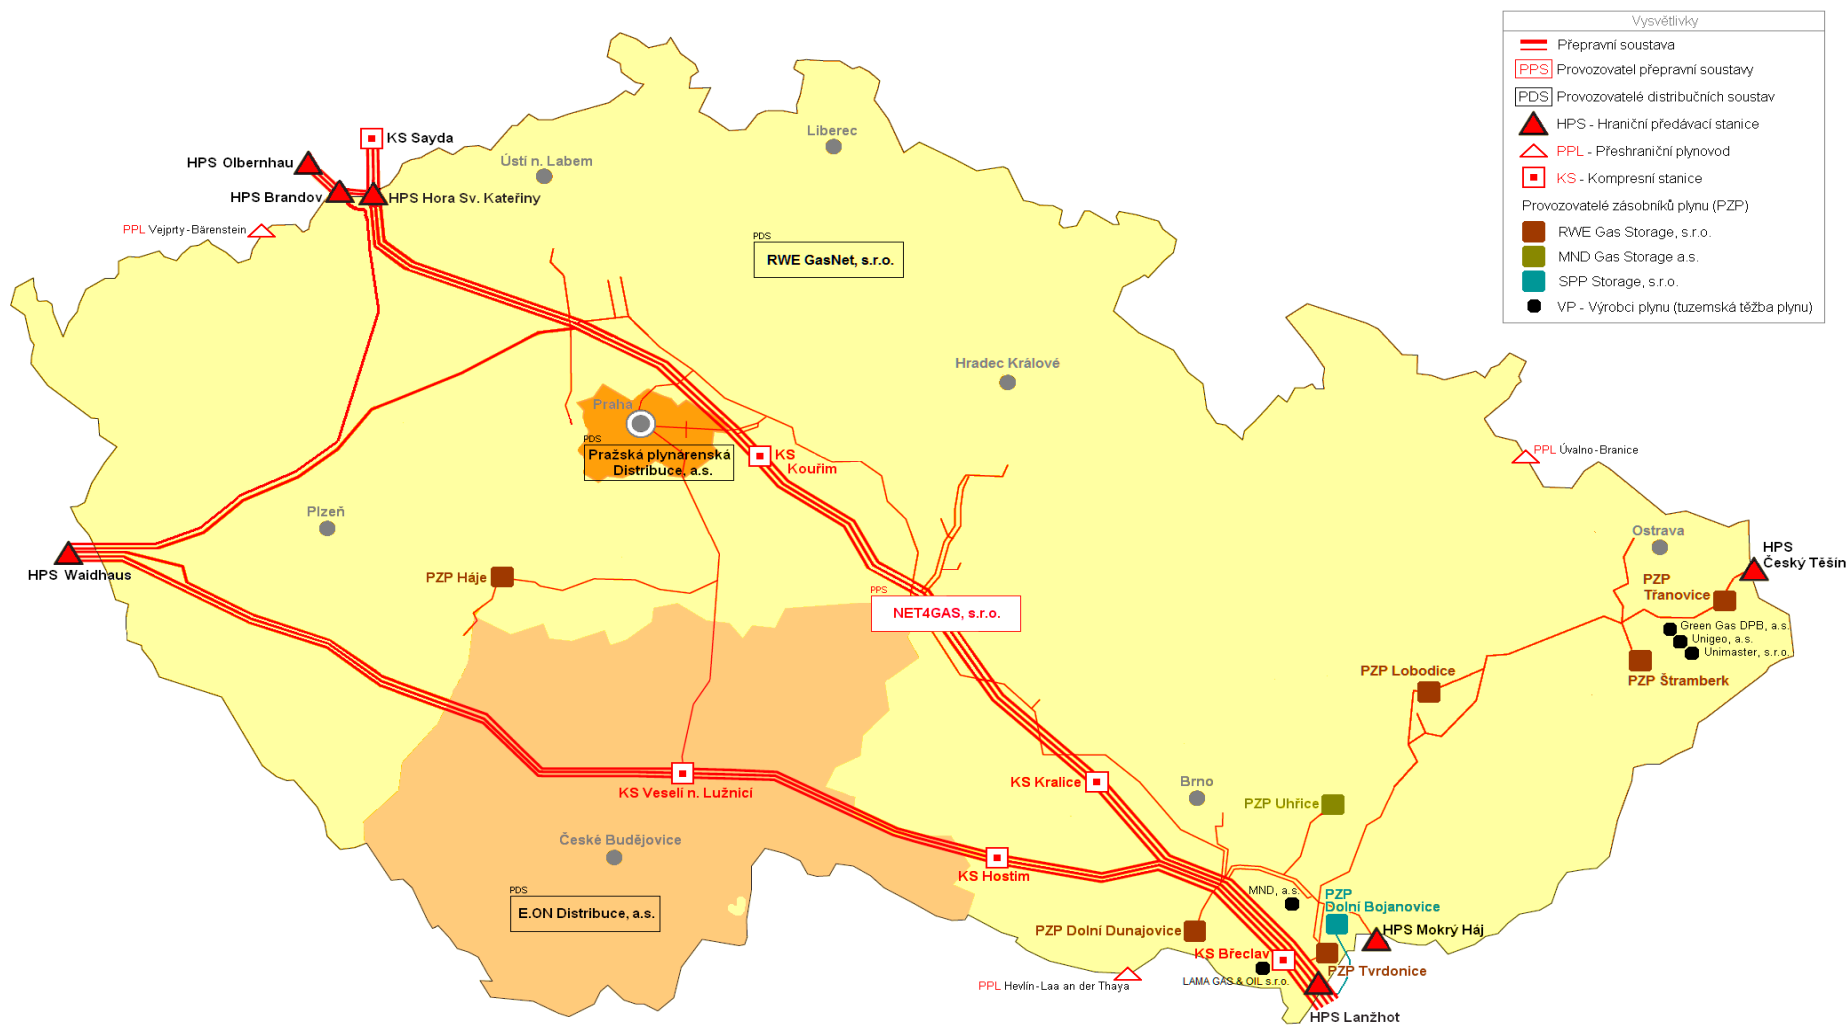 Vysvětlivky
Přepravní soustava
PPS Provozovatel přepravní soustavy
PDS Provozovatelé distribučních soustav
HPS - Hraniční předávací stanice
PPL - Přeshraniční plynovod
KS - Kompresní stanice
Provozovatelé zásobníků plynu (PZP)
RWE Gas Storage, s.r.o.
MND Gas Storage a.s.
SPP Storage, s.r.o.
VP - Výrobci plynu (tuzemská těžba plynu)
KS Sayda
HPS Olbernhau
HPS Brandov
HPS Hora Sv. Kateřiny
PPL Vejprty-Bärenstein
Ústí n. Labem
Liberec
PDS
RWE GasNet, s.r.o.
Hradec Králové
Praha
PDS
Pražská plynárenská
Distribuce, a.s.
KS
Kouřim
PPL Úvalno-Branice
Plzeň
Ostrava
HPS
Český Těšín
HPS Waidhaus
PZP Háje
PPS
NET4GAS, s.r.o.
PZP
Třanovice
Green Gas DPB, a.s.
Unigeo, a.s.
Unimaster, s.r.o.
PZP Štramberk
PZP Lobodice
KS Veselí n. Lužnicí
KS Kralice
Brno
PZP Uhřice
České Budějovice
KS Hostim
PDS
E.ON Distribuce, a.s.
MND, a.s.
PZP
Dolní Bojanovice
PZP Dolní Dunajovice
HPS Mokrý Háj
KS Břeclav
PZP Tvrdonice
LAMA GAS & OIL s.r.o.
PPL Hevlín-Laa an der Thaya
HPS Lanžhot